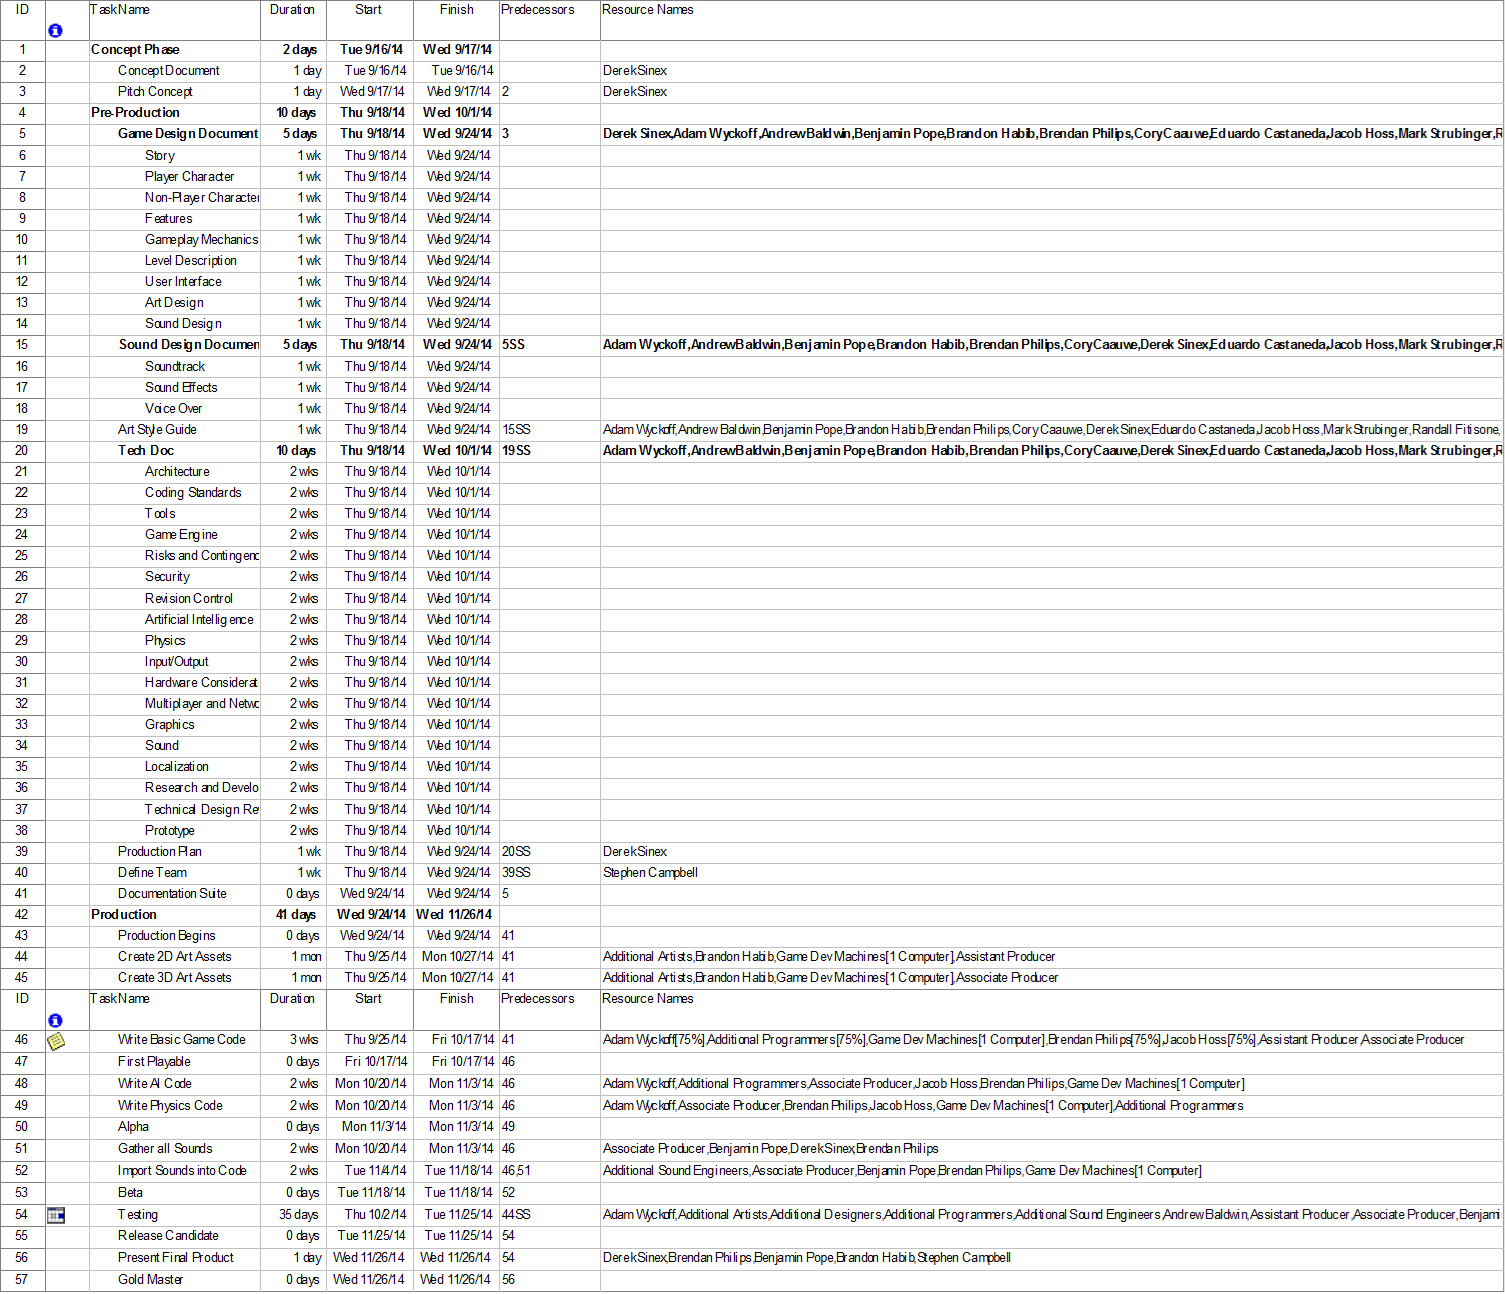 ID TaskName Duration Start Finish Predecessors Resource Names
1 Concept Phase 2 days Tue 9/16/14 Wed 9/17/14
2 Concept Document 1 day Tue 9/16/14 Tue 9/16/14 Derek Sinex
3 Pitch Concept 1 day Wed 9/17/14 Wed 9/17/14 2 Derek Sinex
4 Pre-Production 10 days Thu 9/18/14 Wed 10/1/14
5 Game Design Document 5 days Thu 9/18/14 Wed 9/24/14 3 Derek Sinex,Adam Wyckoff,Andrew Baldwin,Benjamin Pope,Brandon Habib,Brendan Philips,Cory Caauwe,Eduardo Castaneda,Jacob Hoss,Mark Strubinger,R
6 Story 1 wk Thu 9/18/14 Wed 9/24/14
7 Player Character 1 wk Thu 9/18/14 Wed 9/24/14
8 Non-Player Character 1 wk Thu 9/18/14 Wed 9/24/14
9 Features 1 wk Thu 9/18/14 Wed 9/24/14
10 Gameplay Mechanics 1 wk Thu 9/18/14 Wed 9/24/14
11 Level Description 1 wk Thu 9/18/14 Wed 9/24/14
12 User Interface 1 wk Thu 9/18/14 Wed 9/24/14
13 Art Design 1 wk Thu 9/18/14 Wed 9/24/14
14 Sound Design 1 wk Thu 9/18/14 Wed 9/24/14
15 Sound Design Documen 5 days Thu 9/18/14 Wed 9/24/14 5SS Adam Wyckoff,Andrew Baldwin,Benjamin Pope,Brandon Habib,Brendan Philips,Cory Caauwe,Derek Sinex,Eduardo Castaneda,Jacob Hoss,Mark Strubinger,R
16 Soundtrack 1 wk Thu 9/18/14 Wed 9/24/14
17 Sound Effects 1 wk Thu 9/18/14 Wed 9/24/14
18 Voice Over 1 wk Thu 9/18/14 Wed 9/24/14
19 Art Style Guide 1 wk Thu 9/18/14 Wed 9/24/14 15SS Adam Wyckoff,Andrew Baldwin,Benjamin Pope,Brandon Habib,Brendan Philips,Cory Caauwe,Derek Sinex,Eduardo Castaneda,Jacob Hoss,Mark Strubinger,Randall Fitisone,
20 Tech Doc 10 days Thu 9/18/14 Wed 10/1/14 19SS Adam Wyckoff,Andrew Baldwin,Benjamin Pope,Brandon Habib,Brendan Philips,Cory Caauwe,Derek Sinex,Eduardo Castaneda,Jacob Hoss,Mark Strubinger,R
21 Architecture 2 wks Thu 9/18/14 Wed 10/1/14
22 Coding Standards 2 wks Thu 9/18/14 Wed 10/1/14
23 Tools 2 wks Thu 9/18/14 Wed 10/1/14
24 Game Engine 2 wks Thu 9/18/14 Wed 10/1/14
25 Risks and Contingenc 2 wks Thu 9/18/14 Wed 10/1/14
26 Security 2 wks Thu 9/18/14 Wed 10/1/14
27 Revision Control 2 wks Thu 9/18/14 Wed 10/1/14
28 Artificial Intelligence 2 wks Thu 9/18/14 Wed 10/1/14
29 Physics 2 wks Thu 9/18/14 Wed 10/1/14
30 Input/Output 2 wks Thu 9/18/14 Wed 10/1/14
31 Hardware Considerat 2 wks Thu 9/18/14 Wed 10/1/14
32 Multiplayer and Netwo 2 wks Thu 9/18/14 Wed 10/1/14
33 Graphics 2 wks Thu 9/18/14 Wed 10/1/14
34 Sound 2 wks Thu 9/18/14 Wed 10/1/14
35 Localization 2 wks Thu 9/18/14 Wed 10/1/14
36 Research and Develo 2 wks Thu 9/18/14 Wed 10/1/14
37 Technical Design Re 2 wks Thu 9/18/14 Wed 10/1/14
38 Prototype 2 wks Thu 9/18/14 Wed 10/1/14
39 Production Plan 1 wk Thu 9/18/14 Wed 9/24/14 20SS Derek Sinex
40 Define Team 1 wk Thu 9/18/14 Wed 9/24/14 39SS Stephen Campbell
41 Documentation Suite 0 days Wed 9/24/14 Wed 9/24/14 5
42 Production 41 days Wed 9/24/14 Wed 11/26/14
43 Production Begins 0 days Wed 9/24/14 Wed 9/24/14 41
44 Create 2D Art Assets 1 mon Thu 9/25/14 Mon 10/27/14 41 Additional Artists,Brandon Habib,Game Dev Machines[1 Computer],Assistant Producer
45 Create 3D Art Assets 1 mon Thu 9/25/14 Mon 10/27/14 41 Additional Artists,Brandon Habib,Game Dev Machines[1 Computer],Associate Producer
ID TaskName Duration Start Finish Predecessors Resource Names
46 Write Basic Game Code 3 wks Thu 9/25/14 Fri 10/17/14 41 Adam Wyckoff[75%],Additional Programmers[75%],Game Dev Machines[1 Computer],Brendan Philips[75%],Jacob Hoss[75%],Assistant Producer,Associate Producer
47 First Playable 0 days Fri 10/17/14 Fri 10/17/14 46
48 Write AI Code 2 wks Mon 10/20/14 Mon 11/3/14 46 Adam Wyckoff,Additional Programmers,Associate Producer,Jacob Hoss,Brendan Philips,Game Dev Machines[1 Computer]
49 Write Physics Code 2 wks Mon 10/20/14 Mon 11/3/14 46 Adam Wyckoff,Associate Producer,Brendan Philips,Jacob Hoss,Game Dev Machines[1 Computer],Additional Programmers
50 Alpha 0 days Mon 11/3/14 Mon 11/3/14 49
51 Gather all Sounds 2 wks Mon 10/20/14 Mon 11/3/14 46 Associate Producer,Benjamin Pope,Derek Sinex,Brendan Philips
52 Import Sounds into Code 2 wks Tue 11/4/14 Tue 11/18/14 46,51 Additional Sound Engineers,Associate Producer,Benjamin Pope,Brendan Philips,Game Dev Machines[1 Computer]
53 Beta 0 days Tue 11/18/14 Tue 11/18/14 52
54 Testing 35 days Thu 10/2/14 Tue 11/25/14 44SS Adam Wyckoff,Additional Artists,Additional Designers,Additional Programmers,Additional Sound Engineers,Andrew Baldwin,Assistant Producer,Associate Producer,Benjami
55 Release Candidate 0 days Tue 11/25/14 Tue 11/25/14 54
56 Present Final Product 1 day Wed 11/26/14 Wed 11/26/14 54 Derek Sinex,Brendan Philips,Benjamin Pope,Brandon Habib,Stephen Campbell
57 Gold Master 0 days Wed 11/26/14 Wed 11/26/14 56